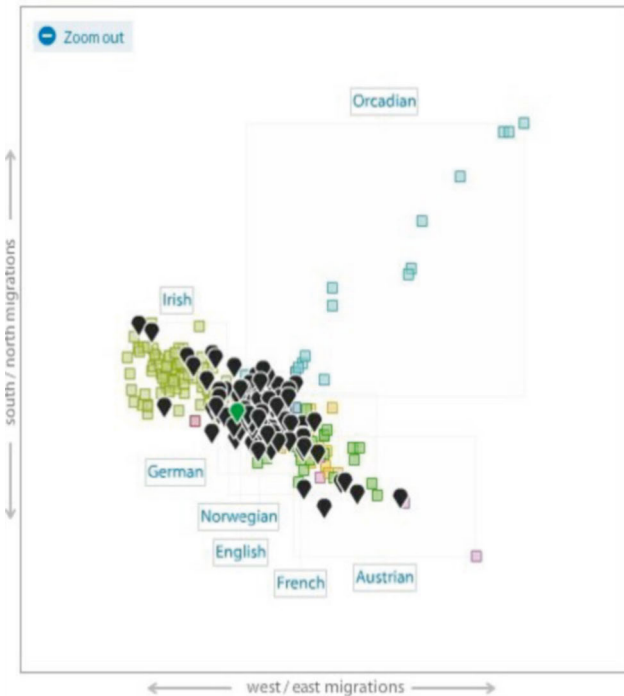 Zoom out
Orcadian
south / north migrations
Irish
German
Norwegian
English
French
Austrian
west / east migrations